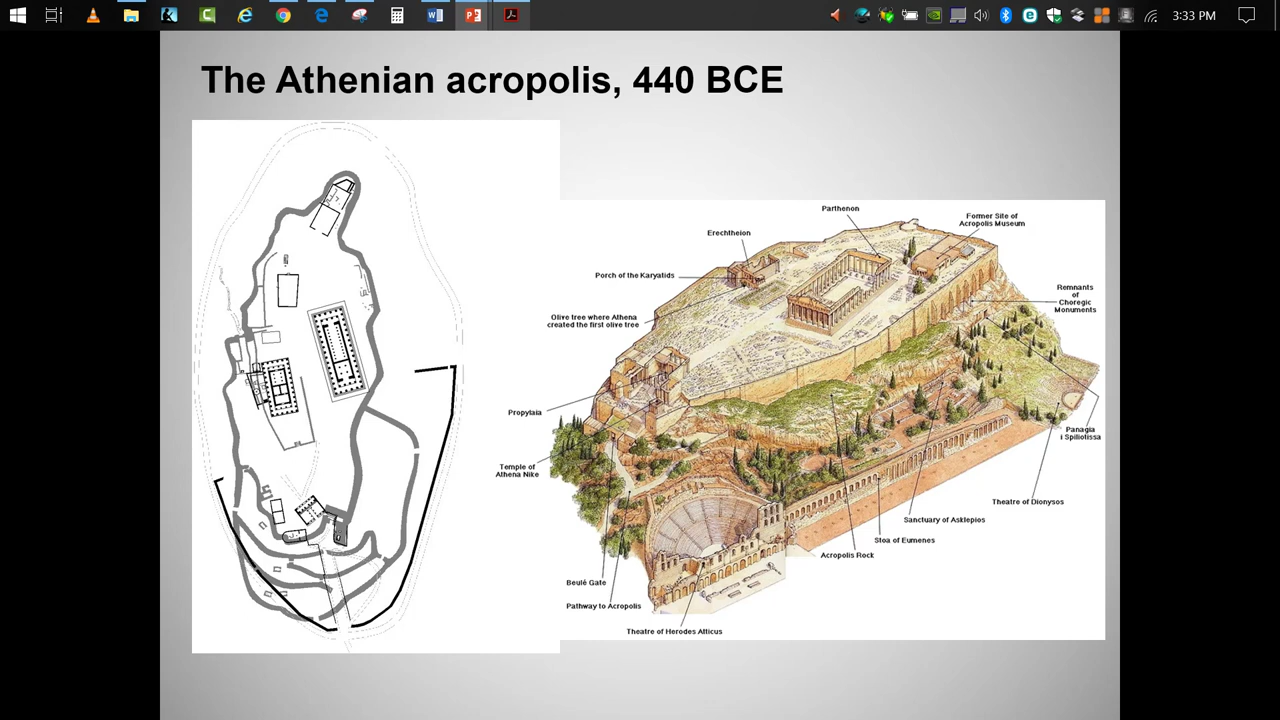 3:33 PM
The Athenian acropolis, 440 BCE
Parthenon
Former Site of
Acropolis Museum
Erechtheion
Porch of the Karyatids
Remnants
of
Choregic
Monuments
Olive tree where Athena
created the first olive tree
Propylaia
Panagia
i Spiliotissa
Temple of
Athena Nike
Theatre of Dionysos
Sanctuary of Asklepios
Stoa of Eumenes
Acropolis Rock
Beulé Gate
Pathway to Acropolis
Theatre of Herodes Atticus